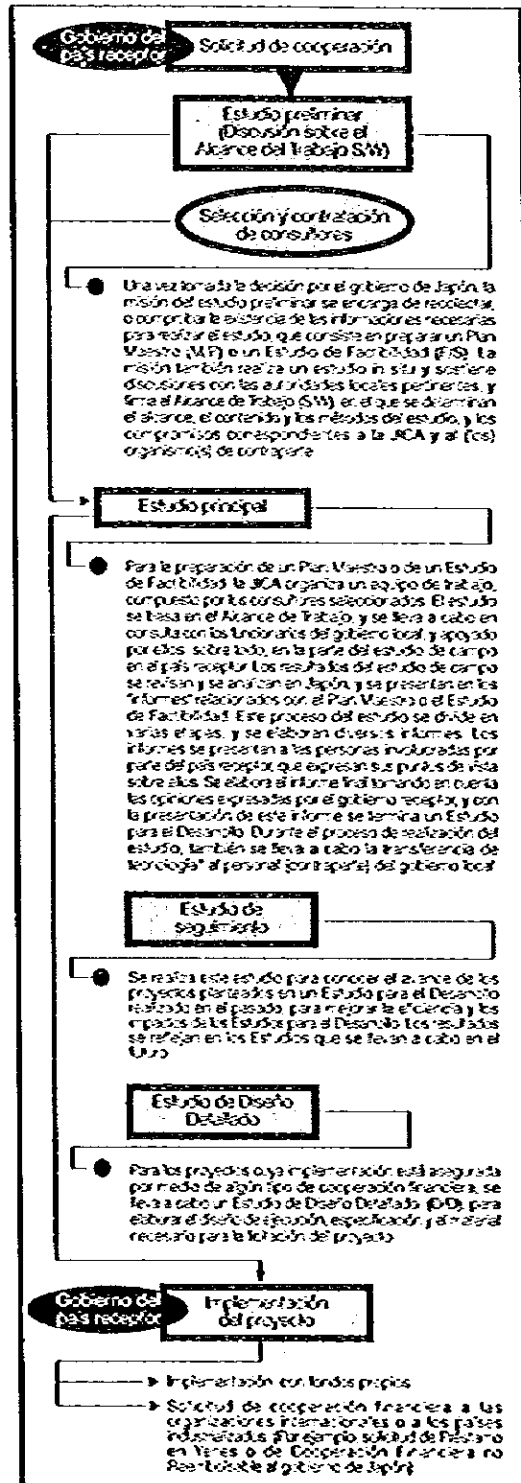 Gobierno del
país receptor
Solicitud de cooperación
Estudio preliminar
(Discusión sobre el
Alcance del Trabajo S/W)
Selección y contratación
de consultores
Una vez tomada la decisión por el gobierno de Japón, la
misión del estudio preliminar se encarga de recolectar,
o comprobar la existencia de las informaciones necesarias
para realizar el estudio, que consiste en preparar un Plan
Maestro (M/P) o un Estudio de Factibilidad (F/S). La
misión también realiza un estudio in situ y sostiene
discusiones con las autoridades locales pertinentes, y
firma el Alcance de Trabajo (S/W), en el que se determinan
el alcance, el contenido y los métodos del estudio, y los
compromisos correspondientes a la JICA y al (los)
organismo(s) de contraparte.
Estudio principal
Para la preparación de un Plan Maestro o de un Estudio
de Factibilidad, la JICA organiza un equipo de trabajo,
compuesto por los consultores seleccionados. El estudio
se basa en el Alcance de Trabajo, y se lleva a cabo en
consulta con los funcionarios del gobierno local, y apoyado
por ellos, sobre todo, en la parte del estudio de campo
en el país receptor. Los resultados del estudio de campo
se revisan y se analizan en Japón, y se presentan en los
"informes" relacionados con el Plan Maestro o el Estudio
de Factibilidad. Este proceso del estudio se divide en
varias etapas, y se elaboran diversos informes. Los
informes se presentan a las personas involucradas por
parte del país receptor, que expresan sus puntos de vista
sobre ellos. Se elabora el informe final tomando en cuenta
las opiniones expresadas por el gobierno receptor, y con
la presentación de este informe se termina un Estudio
para el Desarrollo. Durante el proceso de realización del
estudio, también se lleva a cabo la transferencia de
tecnología* al personal (contraparte) del gobierno local.
Estudio de
seguimiento
Se realiza este estudio para conocer el avance de los
proyectos planteados en un Estudio para el Desarrollo
realizado en el pasado, para mejorar la eficiencia y los
impactos de los Estudios para el Desarrollo. Los resultados
se reflejan en los Estudios que se llevan a cabo en el
futuro.
Estudio de Diseño
Detallado
Para los proyectos cuya implementación está asegurada
por medio de algún tipo de cooperación financiera, se
lleva a cabo un Estudio de Diseño Detallado (D/D), para
elaborar el diseño de ejecución, especificación, y el material
necesario para la licitación del proyecto.
Gobierno del
país receptor
Implementación
del proyecto
Implementación con fondos propios
Solicitud de cooperación financiera a las
organizaciones internacionales o a los países
industrializados (Por ejemplo, solicitud de Préstamo
en Yenes o de Cooperación Financiera no
Reembolsable al gobierno de Japón)